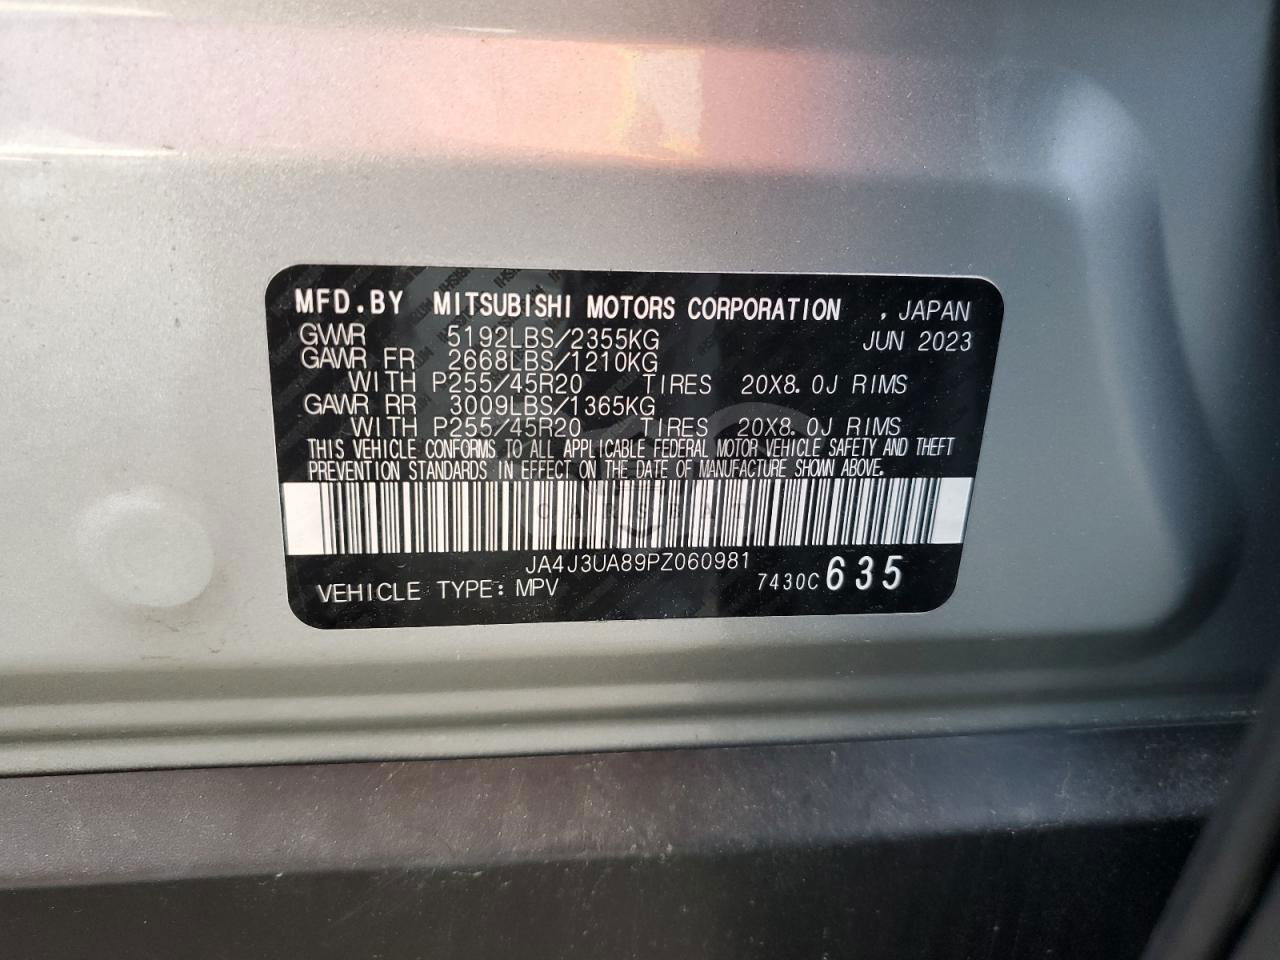 MFD.BY MITSUBISHI MOTORS CORPORATION , JAPAN
GVWR 5192LBS/2355KG JUN 2023
GAWR FR 2668LBS/1210KG
WITH P255/45R20 TIRES 20X8.0J RIMS
GAWR RR 3009LBS/1365KG
WITH P255/45R20 TIRES 20X8.0J RIMS
THIS VEHICLE CONFORMS TO ALL APPLICABLE FEDERAL MOTOR VEHICLE SAFETY AND THEFT
PREVENTION STANDARDS IN EFFECT ON THE DATE OF MANUFACTURE SHOWN ABOVE.
JA4J3UA89PZ060981
VEHICLE TYPE: MPV 7430C 635